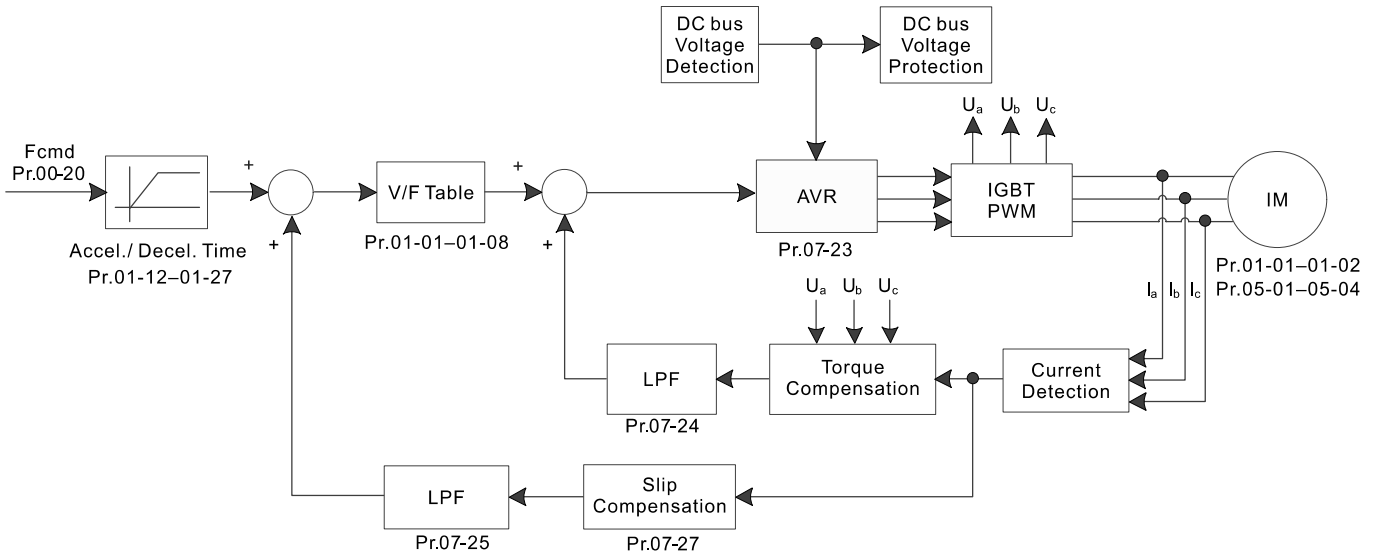 DC bus
Voltage
Detection
DC bus
Voltage
Protection
Ua Ub Uc
Fcmd
Pr.00-20
+
+
V/F Table
+
+
AVR
IGBT
PWM
IM
Accel./ Decel. Time
Pr.01-12–01-27
Pr.01-01–01-08
Pr.07-23
Pr.01-01–01-02
Pr.05-01–05-04
Ua Ub Uc
Ia Ib Ic
LPF
Pr.07-24
Torque
Compensation
Current
Detection
LPF
Pr.07-25
Slip
Compensation
Pr.07-27